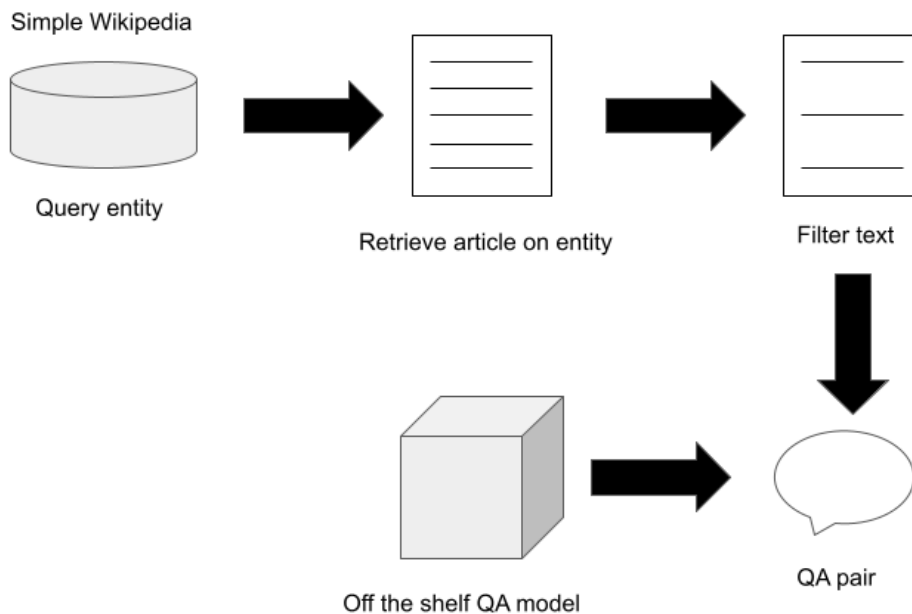 Simple Wikipedia
Query entity
Retrieve article on entity
Filter text
Off the shelf QA model
QA pair